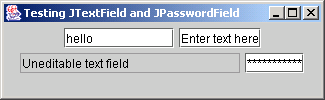 Testing JTextField and JPasswordField
hello Enter text here
Uneditable text field ***********